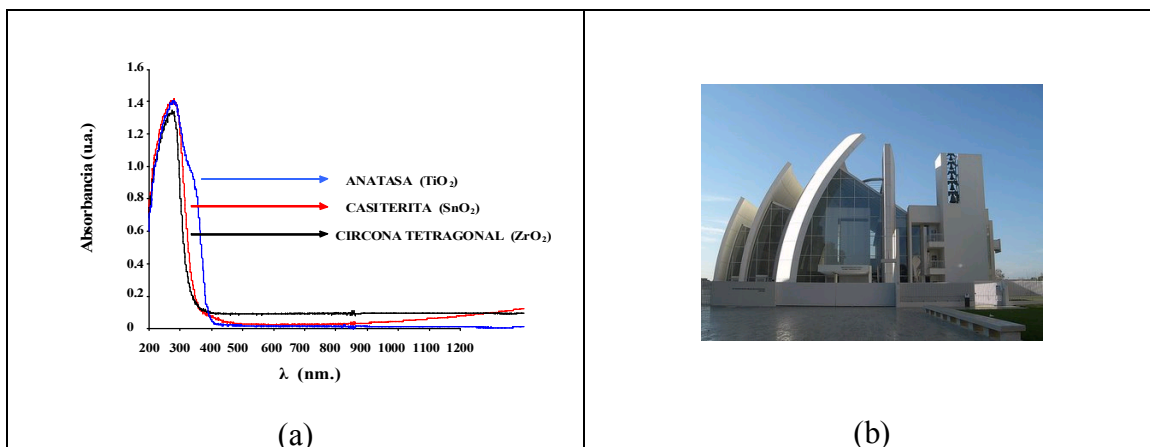 1.6
1.4
1.2
1.0
0.8
0.6
0.4
0.2
0
Absorbancia (u.a.)
ANATASA (TiO₂)
CASITERITA (SnO₂)
CIRCONA TETRAGONAL (ZrO₂)
200 300 400 500 600 700 800 900 1000 1100 1200
λ (nm.)
(a)
(b)